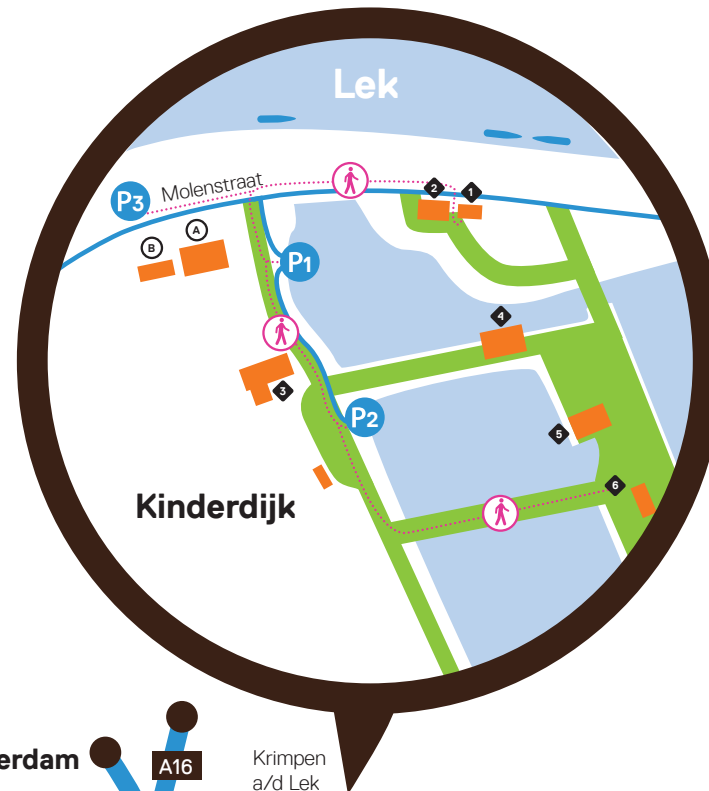 Lek
P3
Molenstraat
2
1
B
A
P1
4
3
P2
5
6
Kinderdijk
erdam
A16
Krimpen
a/d Lek